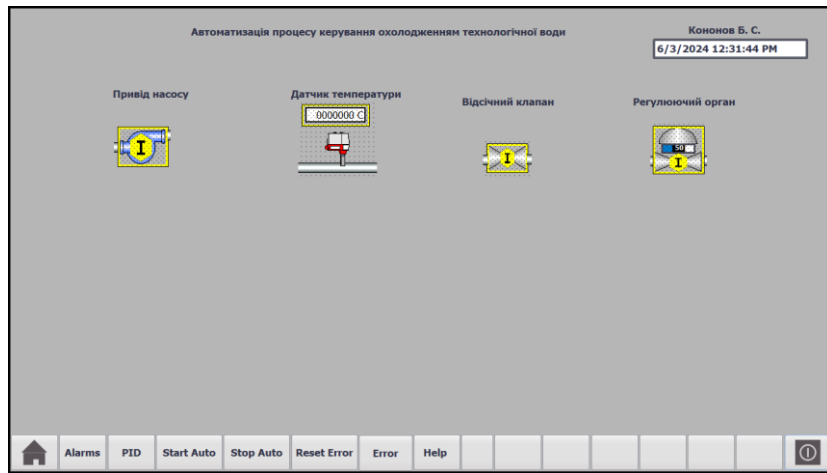 Автоматизація процесу керування охолодженням технологічної води
Кононов Б. С.
6/3/2024 12:31:44 PM
Привід насосу
Датчик температури
Відсічний клапан
Регулюючий орган
0000000 C
I
I
50
I
Alarms PID Start Auto Stop Auto Reset Error Error Help